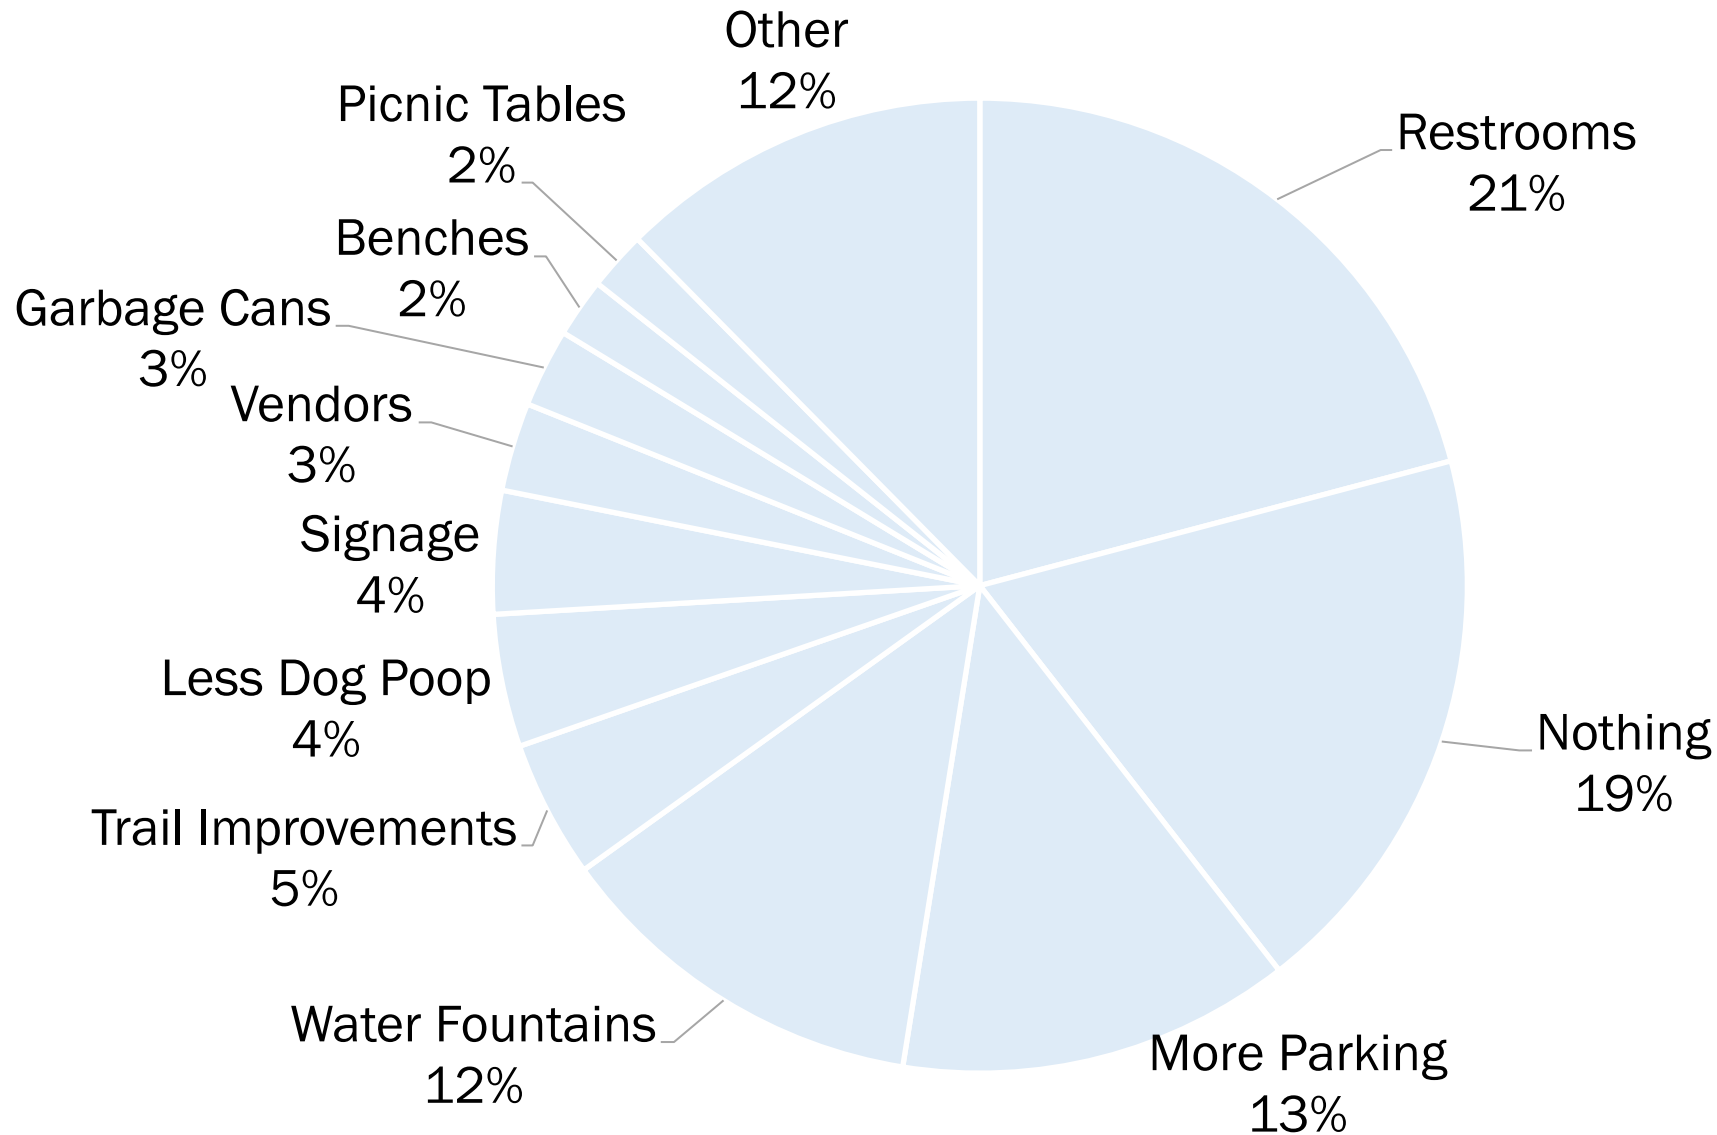 Other
12%
Restrooms
21%
Nothing
19%
More Parking
13%
Water Fountains
12%
Trail Improvements
5%
Less Dog Poop
4%
Signage
4%
Vendors
3%
Garbage Cans
3%
Benches
2%
Picnic Tables
2%